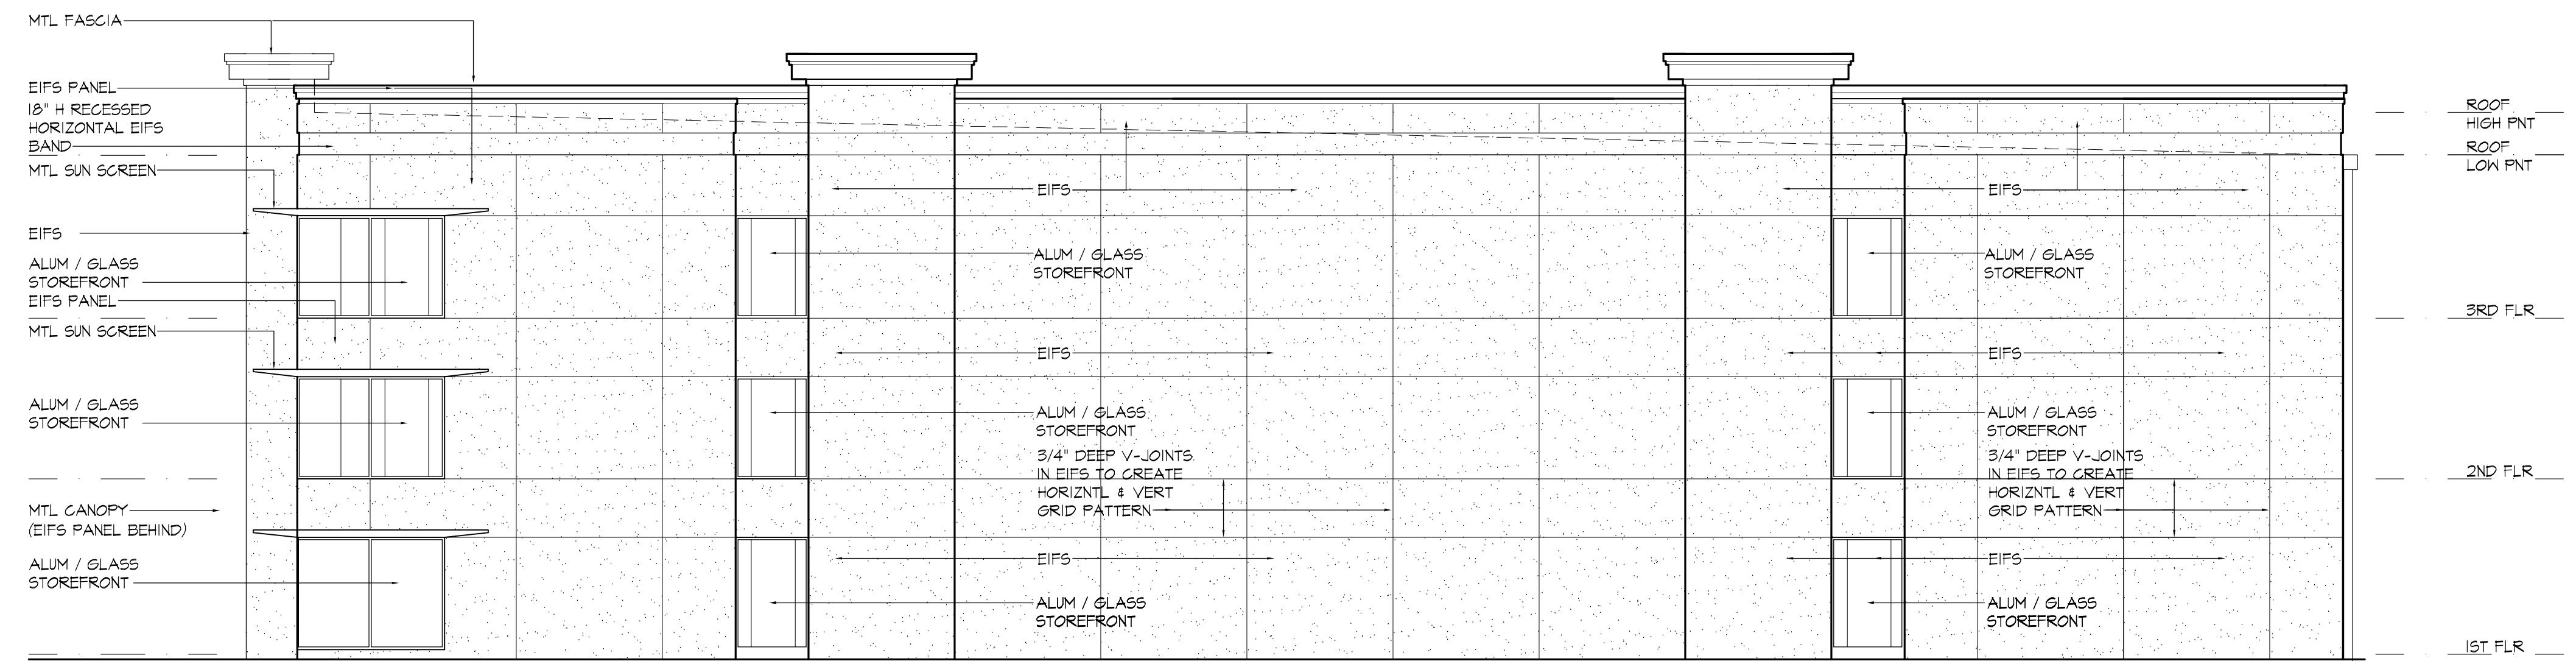 MTL FASCIA
EIFS PANEL
18" H RECESSED
HORIZONTAL EIFS
BAND
MTL SUN SCREEN
EIFS
ALUM / GLASS
STOREFRONT
EIFS PANEL
MTL SUN SCREEN
ALUM / GLASS
STOREFRONT
MTL CANOPY
(EIFS PANEL BEHIND)
ALUM / GLASS
STOREFRONT
EIFS
ALUM / GLASS
STOREFRONT
EIFS
ALUM / GLASS
STOREFRONT
3/4" DEEP V-JOINTS
IN EIFS TO CREATE
HORIZNTL & VERT
GRID PATTERN
EIFS
ALUM / GLASS
STOREFRONT
EIFS
ALUM / GLASS
STOREFRONT
EIFS
ALUM / GLASS
STOREFRONT
3/4" DEEP V-JOINTS
IN EIFS TO CREATE
HORIZNTL & VERT
GRID PATTERN
EIFS
ALUM / GLASS
STOREFRONT
ROOF
HIGH PNT
ROOF
LOW PNT
3RD FLR
2ND FLR
1ST FLR